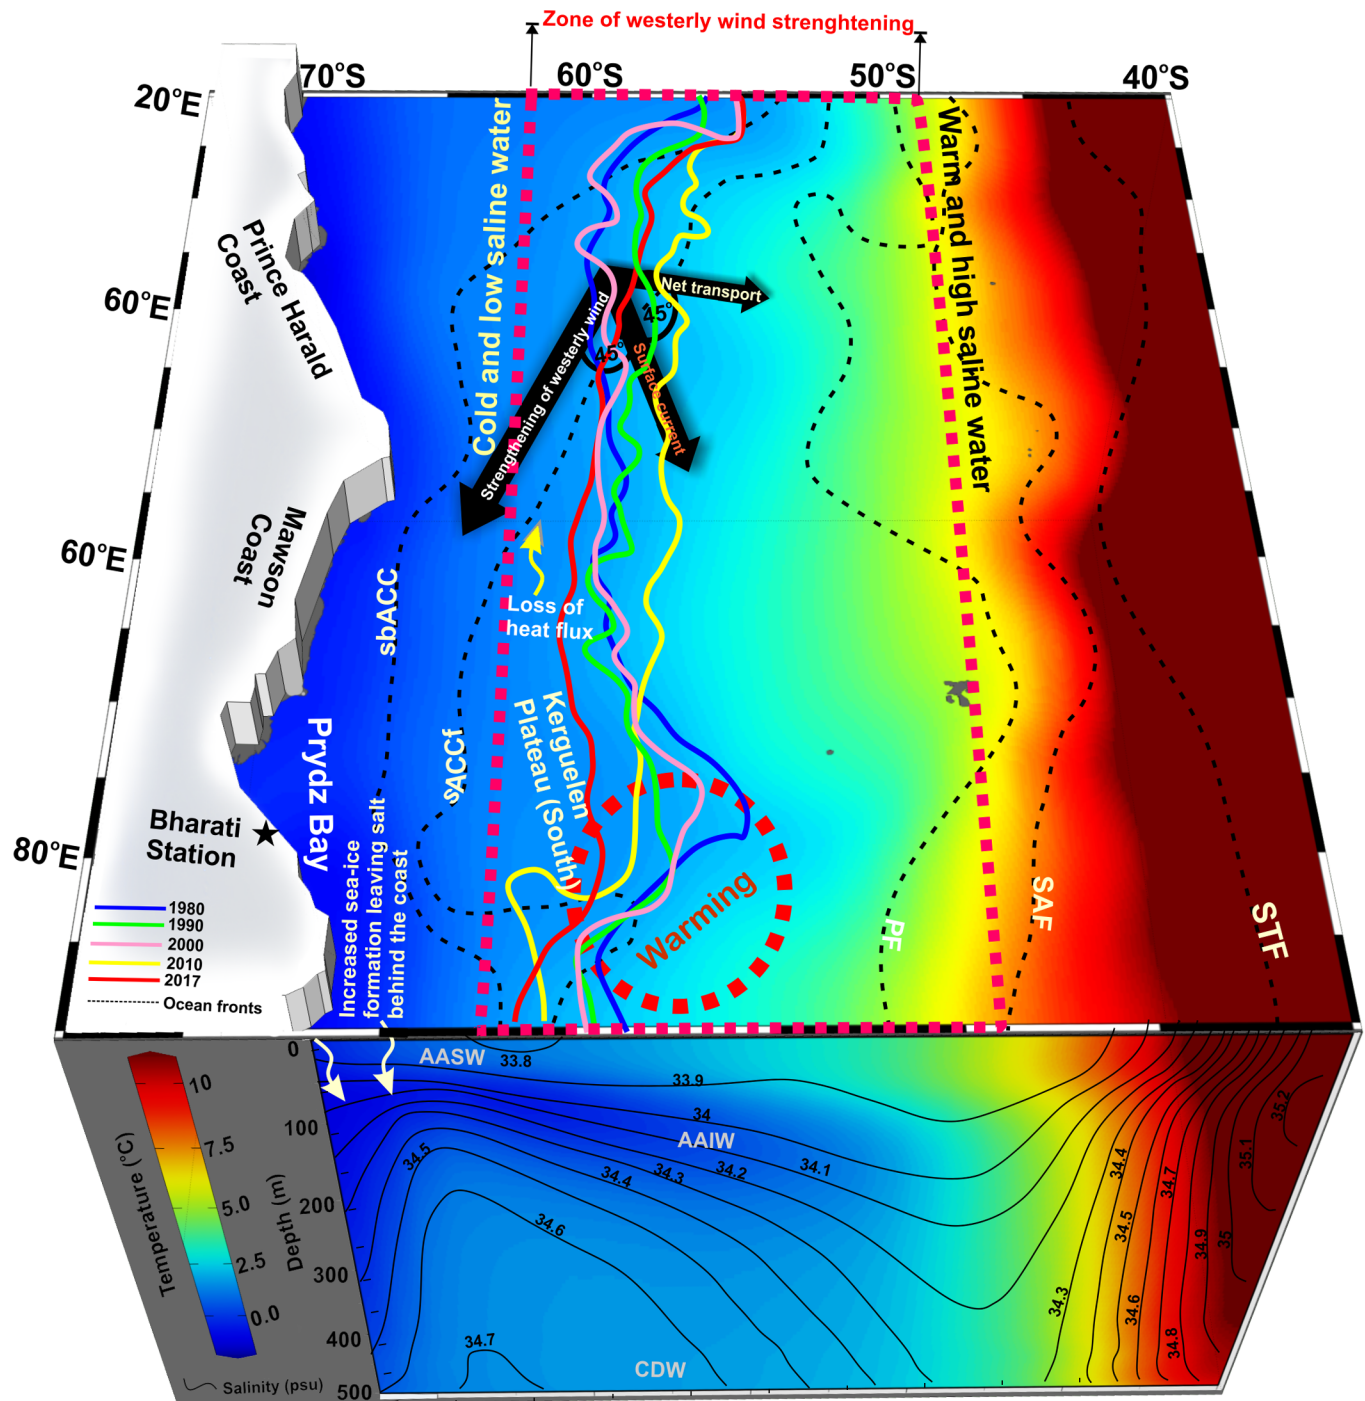 Zone of westerly wind strenghtening
70°S
60°S
50°S
40°S
20°E
60°E
60°E
80°E
Prince Harald
Coast
Mawson
Coast
Bharati
Station
Prydz Bay
Cold and low saline water
Warm and high saline water
Net transport
45°
45°
Strengthening of westerly wind
Surface current
Loss of
heat flux
sbACC
sACCf
Kerguelen
Plateau (South)
Warming
PF
SAF
STF
Increased sea-ice
formation leaving salt
behind the coast
1980
1990
2000
2010
2017
Ocean fronts
AASW
33.8
33.9
34
AAIW
34.1
34.2
34.3
34.4
34.5
34.6
34.7
CDW
34.3
34.4
34.5
34.6
34.7
34.8
34.9
35
35.1
35.2
0
100
200
300
400
500
Depth (m)
Temperature (°C)
10
7.5
5.0
2.5
0.0
Salinity (psu)